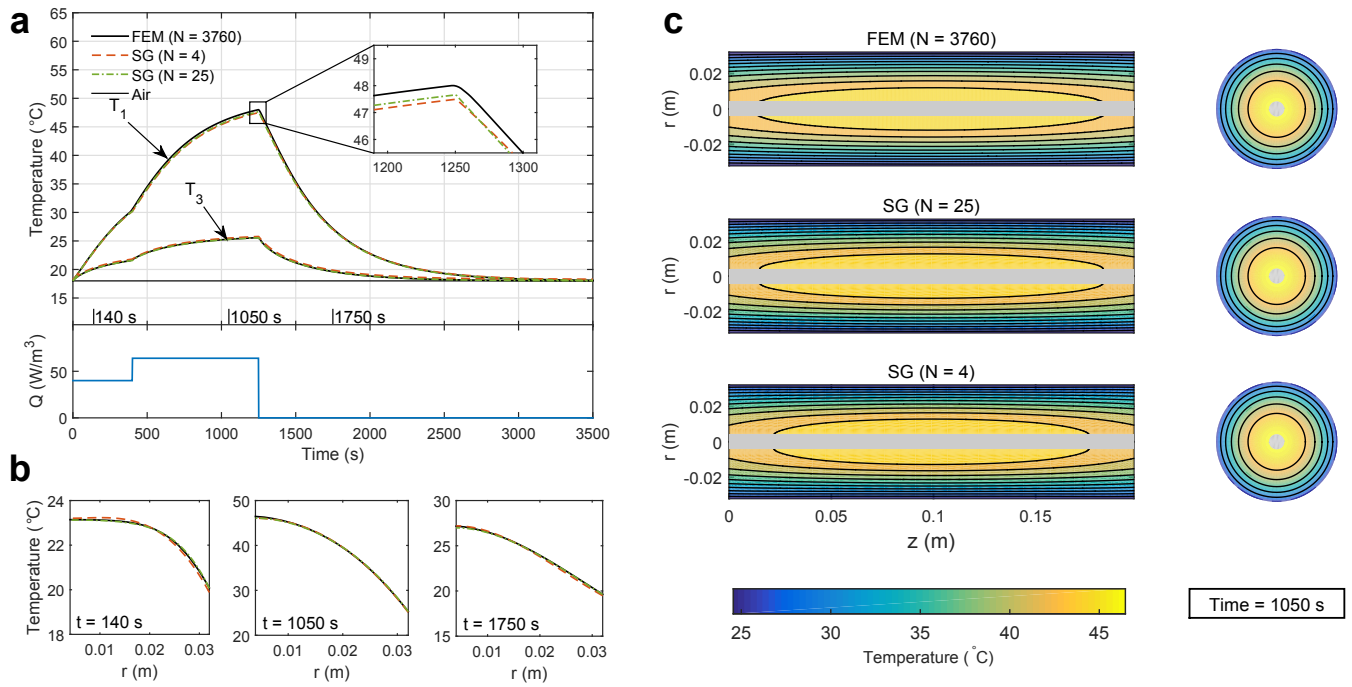 a
65
60
55
50
45
40
35
30
25
20
15
Temperature (°C)
FEM (N = 3760)
SG (N = 4)
SG (N = 25)
Air
T1
T3
49
48
47
46
45
1200 1250 1300
|140 s |1050 s |1750 s
Q (W/m³)
50
0
0 500 1000 1500 2000 2500 3000 3500
Time (s)
b
Temperature (°C)
24
22
20
18
t = 140 s
0.01 0.02 0.03
r (m)
50
40
30
20
t = 1050 s
0.01 0.02 0.03
r (m)
30
25
20
15
t = 1750 s
0.01 0.02 0.03
r (m)
c
FEM (N = 3760)
r (m)
0.02
0
-0.02
SG (N = 25)
r (m)
0.02
0
-0.02
SG (N = 4)
r (m)
0.02
0
-0.02
0 0.05 0.1 0.15
z (m)
25 30 35 40 45
Temperature (°C)
Time = 1050 s